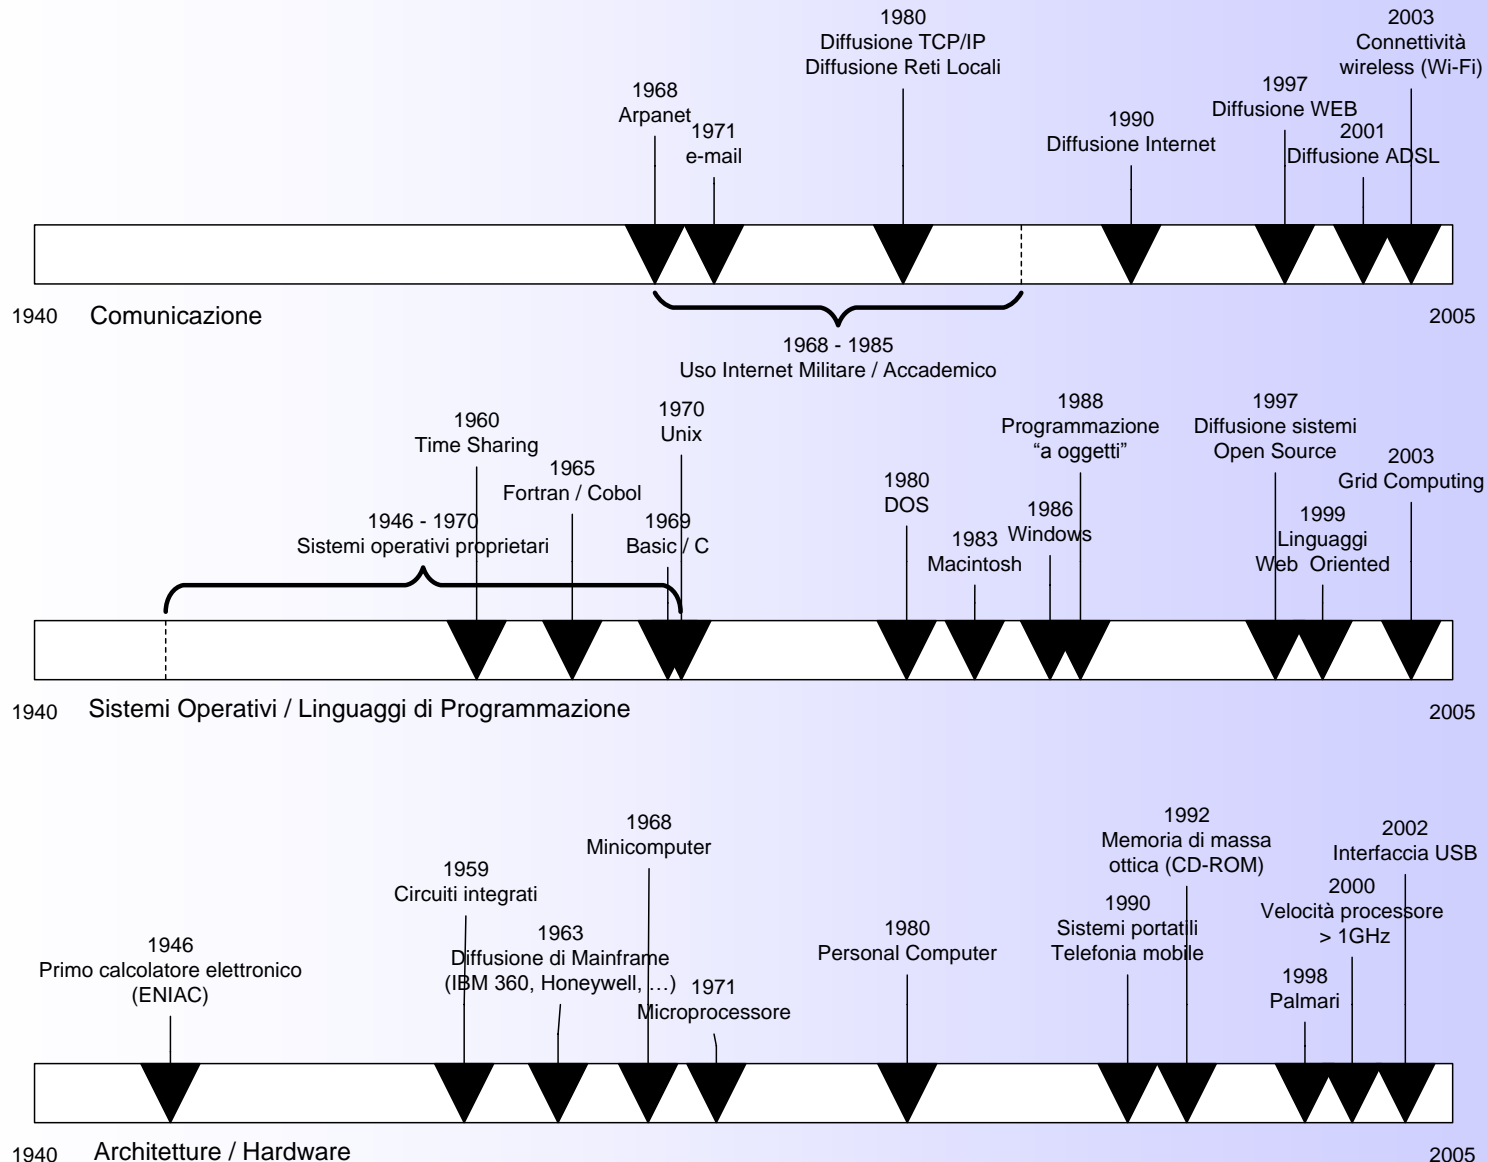 1980
Diffusione TCP/IP
Diffusione Reti Locali
2003
Connettività
wireless (Wi-Fi)
1968
Arpanet
1971
e-mail
1990
Diffusione Internet
1997
Diffusione WEB
2001
Diffusione ADSL
1940
Comunicazione
2005
1968 - 1985
Uso Internet Militare / Accademico
1960
Time Sharing
1965
Fortran / Cobol
1970
Unix
1946 - 1970
Sistemi operativi proprietari
1969
Basic / C
1980
DOS
1983
Macintosh
1986
Windows
1988
Programmazione
“a oggetti”
1997
Diffusione sistemi
Open Source
1999
Linguaggi
Web  Oriented
2003
Grid Computing
1940
Sistemi Operativi / Linguaggi di Programmazione
2005
1946
Primo calcolatore elettronico
(ENIAC)
1959
Circuiti integrati
1963
Diffusione di Mainframe
(IBM 360, Honeywell, …)
1968
Minicomputer
1971
Microprocessore
1980
Personal Computer
1990
Sistemi portatili
Telefonia mobile
1992
Memoria di massa
ottica (CD-ROM)
1998
Palmari
2000
Velocità processore
> 1GHz
2002
Interfaccia USB
1940
Architetture / Hardware
2005